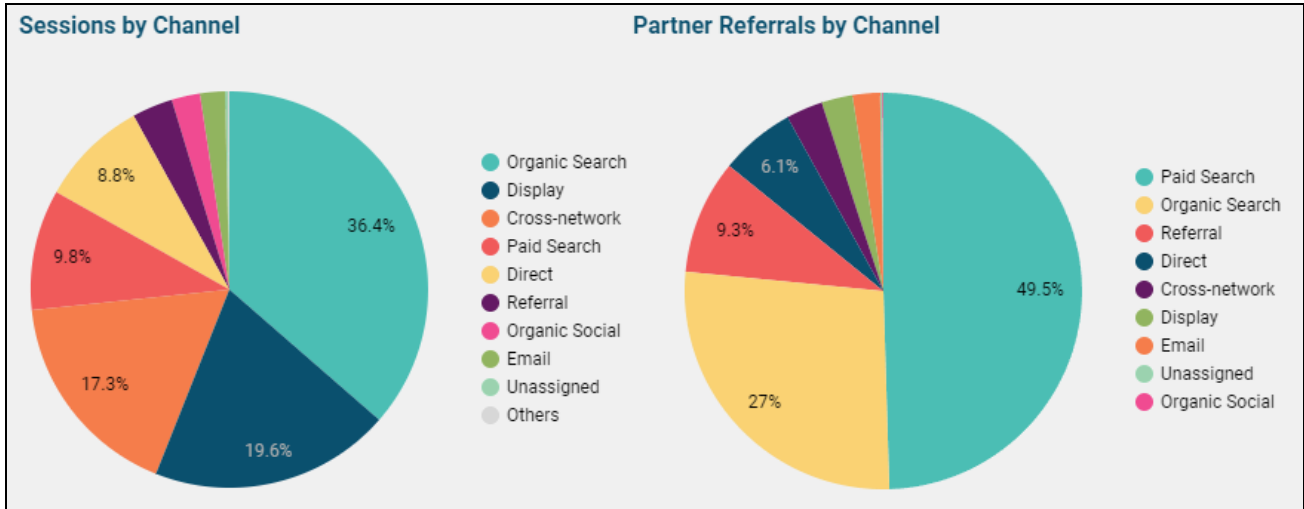 Sessions by Channel
36.4%
19.6%
17.3%
9.8%
8.8%
Organic Search
Display
Cross-network
Paid Search
Direct
Referral
Organic Social
Email
Unassigned
Others
Partner Referrals by Channel
49.5%
27%
9.3%
6.1%
Paid Search
Organic Search
Referral
Direct
Cross-network
Display
Email
Unassigned
Organic Social